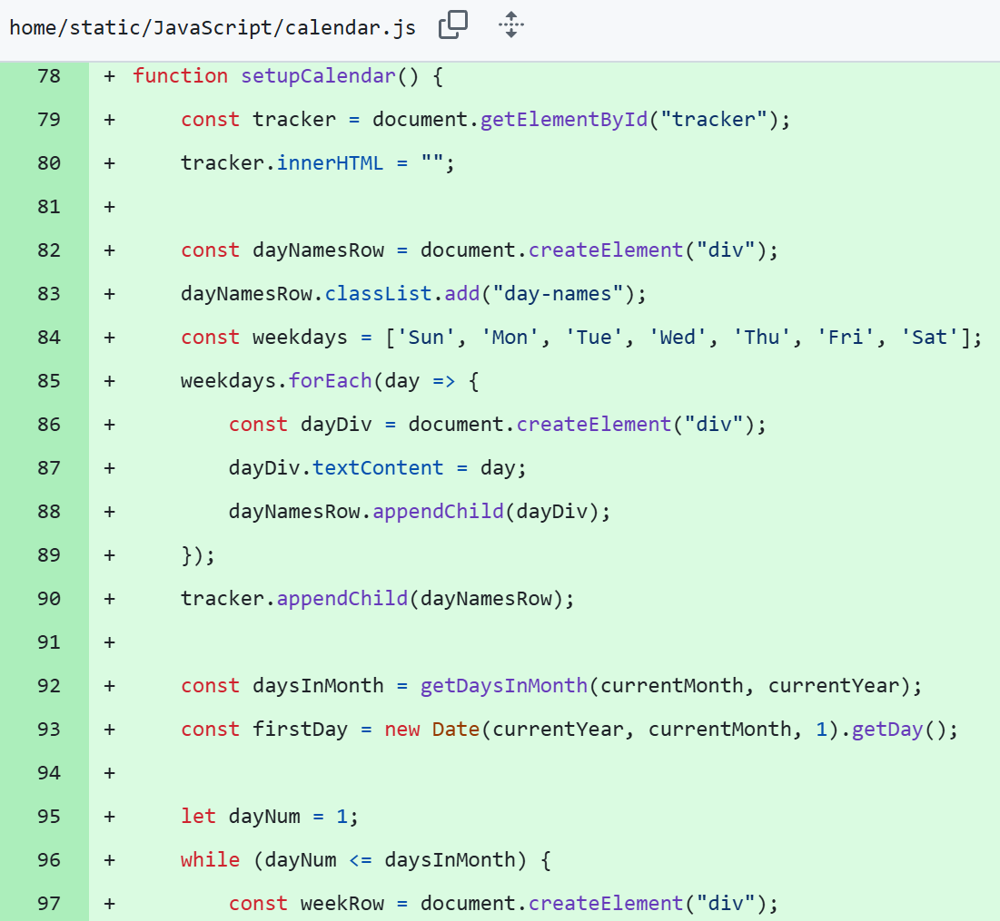 home/static/JavaScript/calendar.js
78 + function setupCalendar() {
79 +     const tracker = document.getElementById("tracker");
80 +     tracker.innerHTML = "";
81 +
82 +     const dayNamesRow = document.createElement("div");
83 +     dayNamesRow.classList.add("day-names");
84 +     const weekdays = ['Sun', 'Mon', 'Tue', 'Wed', 'Thu', 'Fri', 'Sat'];
85 +     weekdays.forEach(day => {
86 +         const dayDiv = document.createElement("div");
87 +         dayDiv.textContent = day;
88 +         dayNamesRow.appendChild(dayDiv);
89 +     });
90 +     tracker.appendChild(dayNamesRow);
91 +
92 +     const daysInMonth = getDaysInMonth(currentMonth, currentYear);
93 +     const firstDay = new Date(currentYear, currentMonth, 1).getDay();
94 +
95 +     let dayNum = 1;
96 +     while (dayNum <= daysInMonth) {
97 +         const weekRow = document.createElement("div");